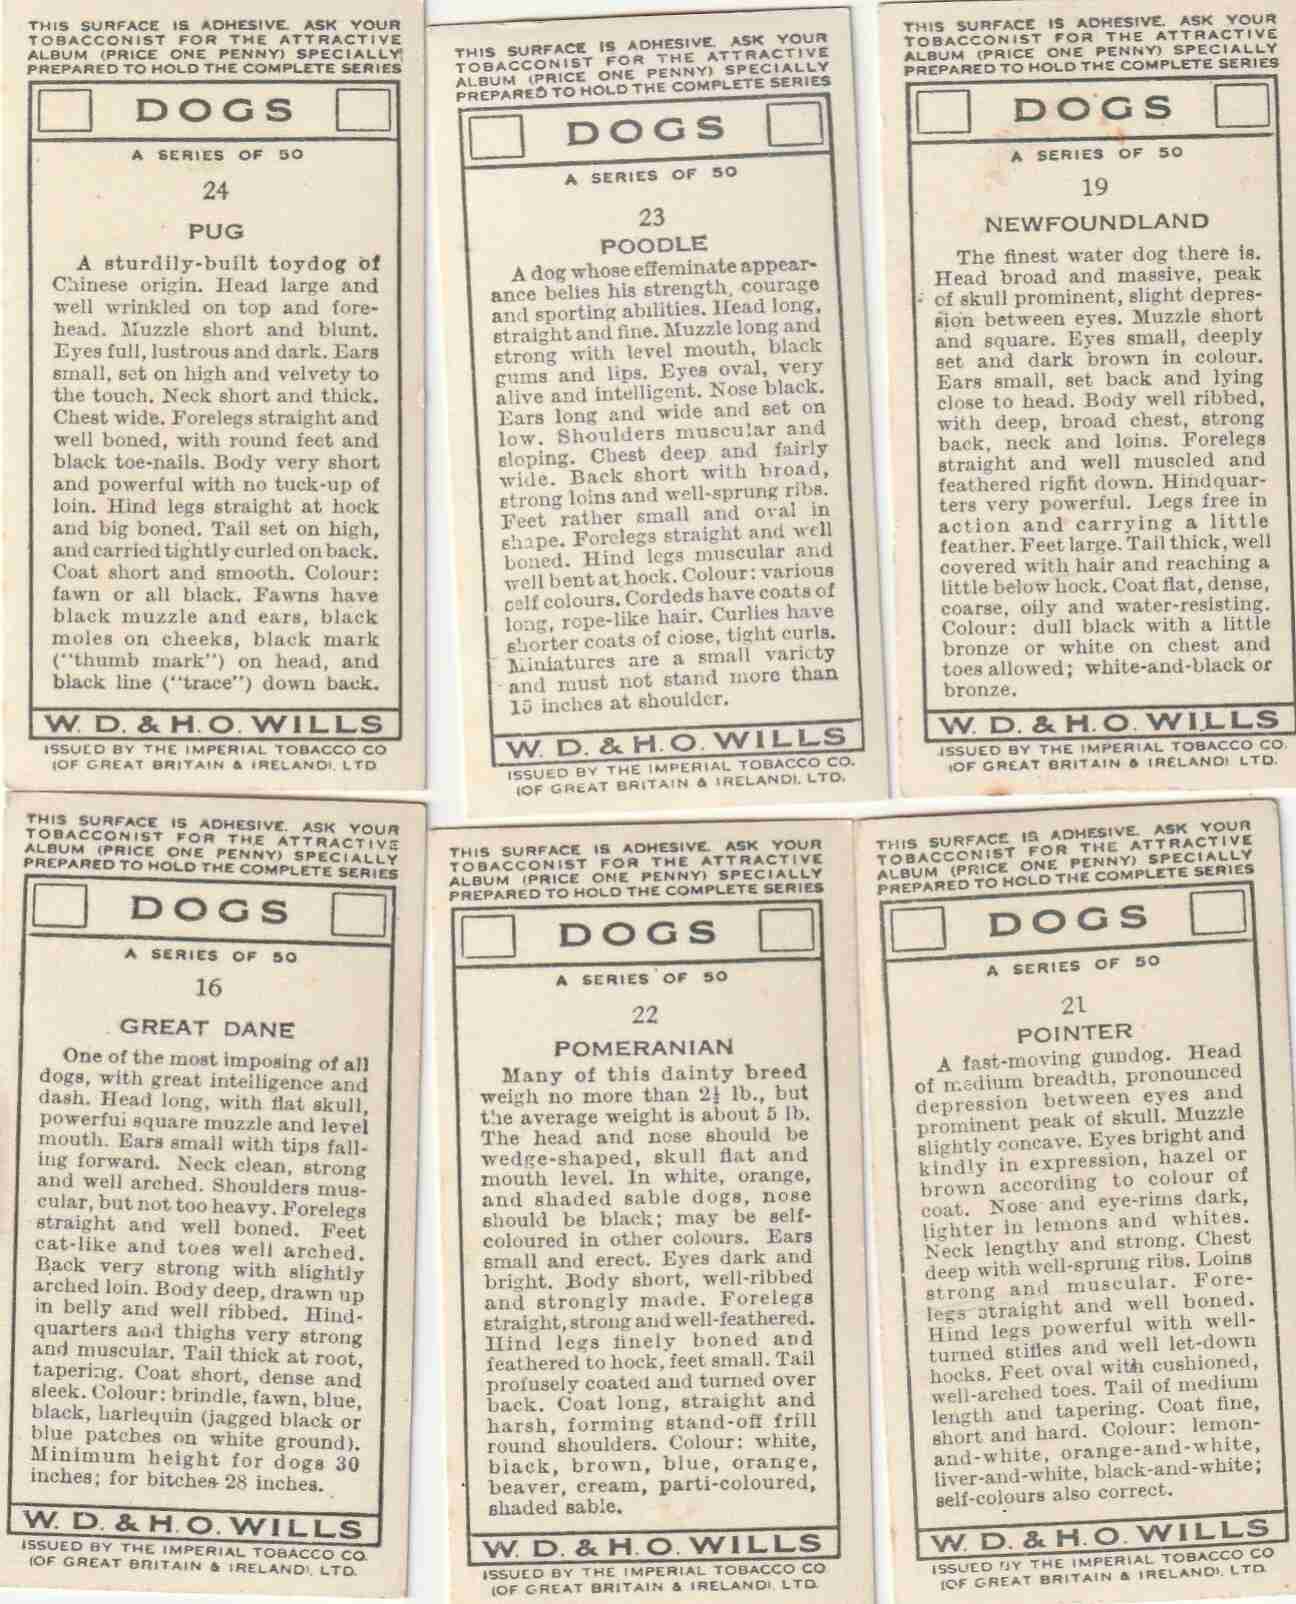 THIS SURFACE IS ADHESIVE. ASK YOUR
TOBACCONIST FOR THE ATTRACTIVE
ALBUM (PRICE ONE PENNY) SPECIALLY
PREPARED TO HOLD THE COMPLETE SERIES
DOGS
A SERIES OF 50
24
PUG
A sturdily-built toydog of
Chinese origin. Head large and
well wrinkled on top and fore-
head. Muzzle short and blunt.
Eyes full, lustrous and dark. Ears
small, set on high and velvety to
the touch. Neck short and thick.
Chest wide. Forelegs straight and
well boned, with round feet and
black toe-nails. Body very short
and powerful with no tuck-up of
loin. Hind legs straight at hock
and big boned. Tail set on high,
and carried tightly curled on back.
Coat short and smooth. Colour:
fawn or all black. Fawns have
black muzzle and ears, black
moles on cheeks, black mark
("thumb mark") on head, and
black line ("trace") down back.
W. D. & H. O. WILLS
ISSUED BY THE IMPERIAL TOBACCO CO
(OF GREAT BRITAIN & IRELAND), LTD
THIS SURFACE IS ADHESIVE. ASK YOUR
TOBACCONIST FOR THE ATTRACTIVE
ALBUM (PRICE ONE PENNY) SPECIALLY
PREPARED TO HOLD THE COMPLETE SERIES
DOGS
A SERIES OF 50
23
POODLE
A dog whose effeminate appear-
ance belies his strength, courage
and sporting abilities. Head long,
straight and fine. Muzzle long and
strong with level mouth, black
gums and lips. Eyes oval, very
alive and intelligent. Nose black.
Ears long and wide and set on
low. Shoulders muscular and
sloping. Chest deep and fairly
wide. Back short with broad,
strong loins and well-sprung ribs.
Feet rather small and oval in
shape. Forelegs straight and well
boned. Hind legs muscular and
well bent at hock. Colour: various
self colours. Cordeds have coats of
long, rope-like hair. Curlies have
shorter coats of close, tight curls.
Miniatures are a small variety
and must not stand more than
15 inches at shoulder.
W. D. & H. O. WILLS
ISSUED BY THE IMPERIAL TOBACCO CO.
(OF GREAT BRITAIN & IRELAND), LTD.
THIS SURFACE IS ADHESIVE. ASK YOUR
TOBACCONIST FOR THE ATTRACTIVE
ALBUM (PRICE ONE PENNY) SPECIALLY
PREPARED TO HOLD THE COMPLETE SERIES
DOGS
A SERIES OF 50
19
NEWFOUNDLAND
The finest water dog there is.
Head broad and massive, peak
of skull prominent, slight depres-
sion between eyes. Muzzle short
and square. Eyes small, deeply
set and dark brown in colour.
Ears small, set back and lying
close to head. Body well ribbed,
with deep, broad chest, strong
back, neck and loins. Forelegs
straight and well muscled and
feathered right down. Hindquar-
ters very powerful. Legs free in
action and carrying a little
feather. Feet large. Tail thick, well
covered with hair and reaching a
little below hock. Coat flat, dense,
coarse, oily and water-resisting.
Colour: dull black with a little
bronze or white on chest and
toes allowed; white-and-black or
bronze.
W. D. & H. O. WILLS
ISSUED BY THE IMPERIAL TOBACCO CO.
(OF GREAT BRITAIN & IRELAND) LTD.
THIS SURFACE IS ADHESIVE. ASK YOUR
TOBACCONIST FOR THE ATTRACTIVE
ALBUM (PRICE ONE PENNY) SPECIALLY
PREPARED TO HOLD THE COMPLETE SERIES
DOGS
A SERIES OF 50
16
GREAT DANE
One of the most imposing of all
dogs, with great intelligence and
dash. Head long, with flat skull,
powerful square muzzle and level
mouth. Ears small with tips fall-
ing forward. Neck clean, strong
and well arched. Shoulders mus-
cular, but not too heavy. Forelegs
straight and well boned. Feet
cat-like and toes well arched.
Back very strong with slightly
arched loin. Body deep, drawn up
in belly and well ribbed. Hind-
quarters and thighs very strong
and muscular. Tail thick at root,
tapering. Coat short, dense and
sleek. Colour: brindle, fawn, blue,
black, harlequin (jagged black or
blue patches on white ground).
Minimum height for dogs 30
inches; for bitches 28 inches.
W. D. & H. O. WILLS
ISSUED BY THE IMPERIAL TOBACCO CO.
(OF GREAT BRITAIN & IRELAND), LTD.
THIS SURFACE IS ADHESIVE. ASK YOUR
TOBACCONIST FOR THE ATTRACTIVE
ALBUM (PRICE ONE PENNY) SPECIALLY
PREPARED TO HOLD THE COMPLETE SERIES
DOGS
A SERIES OF 50
22
POMERANIAN
Many of this dainty breed
weigh no more than 2½ lb., but
the average weight is about 5 lb.
The head and nose should be
wedge-shaped, skull flat and
mouth level. In white, orange,
and shaded sable dogs, nose
should be black; may be self-
coloured in other colours. Ears
small and erect. Eyes dark and
bright. Body short, well-ribbed
and strongly made. Forelegs
straight, strong and well-feathered.
Hind legs finely boned and
feathered to hock, feet small. Tail
profusely coated and turned over
back. Coat long, straight and
harsh, forming stand-off frill
round shoulders. Colour: white,
black, brown, blue, orange,
beaver, cream, parti-coloured,
shaded sable.
W. D. & H. O. WILLS
ISSUED BY THE IMPERIAL TOBACCO CO
(OF GREAT BRITAIN & IRELAND). LTD.
THIS SURFACE IS ADHESIVE. ASK YOUR
TOBACCONIST FOR THE ATTRACTIVE
ALBUM (PRICE ONE PENNY) SPECIALLY
PREPARED TO HOLD THE COMPLETE SERIES
DOGS
A SERIES OF 50
21
POINTER
A fast-moving gundog. Head
of medium breadth, pronounced
depression between eyes and
prominent peak of skull. Muzzle
slightly concave. Eyes bright and
kindly in expression, hazel or
brown according to colour of
coat. Nose and eye-rims dark,
lighter in lemons and whites.
Neck lengthy and strong. Chest
deep with well-sprung ribs. Loins
strong and muscular. Fore-
legs straight and well boned.
Hind legs powerful with well-
turned stifles and well let-down
hocks. Feet oval with cushioned,
well-arched toes. Tail of medium
length and tapering. Coat fine,
short and hard. Colour: lemon-
and-white, orange-and-white,
liver-and-white, black-and-white;
self-colours also correct.
W. D. & H. O. WILLS
ISSUED BY THE IMPERIAL TOBACCO CO
(OF GREAT BRITAIN & IRELAND), LTD